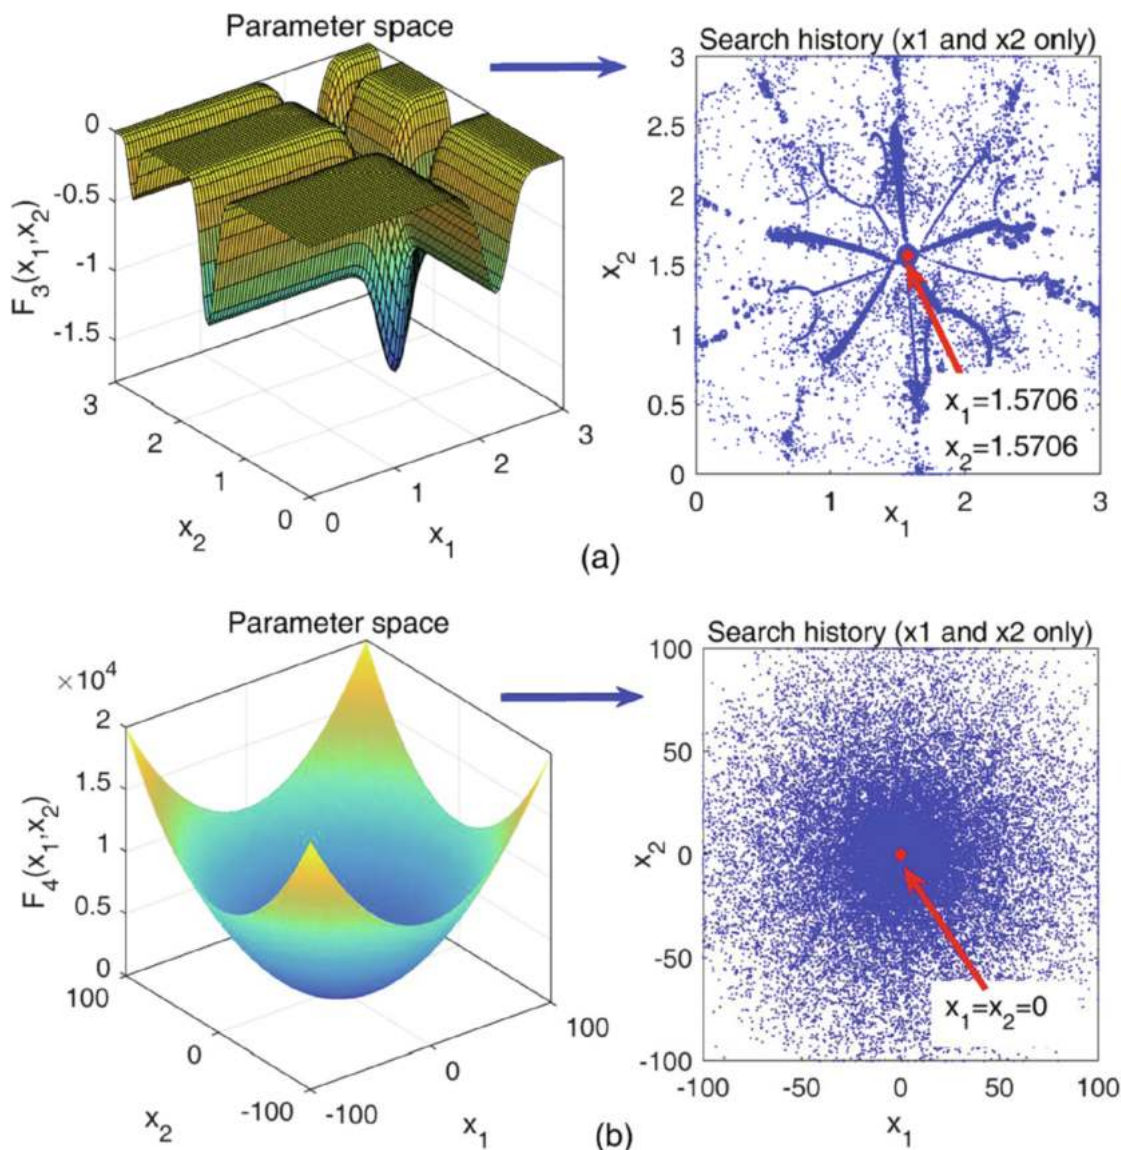 Parameter space
Search history (x1 and x2 only)
0
-0.5
-1
-1.5
F3(x1,x2)
3
2
1
0
x2
0
1
2
3
x1
3
2.5
2
1.5
1
0.5
0
x2
x1=1.5706
x2=1.5706
0
1
2
3
x1
(a)
Parameter space
Search history (x1 and x2 only)
×10^4
2
1.5
1
0.5
0
F4(x1,x2)
100
0
-100
x2
-100
0
100
x1
100
50
0
-50
-100
x2
x1=x2=0
-100
-50
0
50
100
x1
(b)